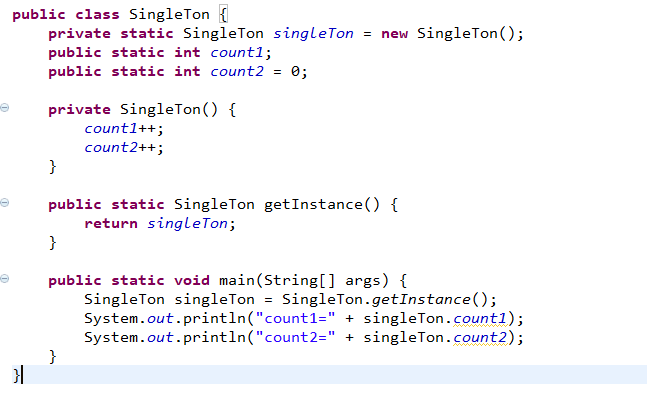 public class SingleTon {
    private static SingleTon singleTon = new SingleTon();
    public static int count1;
    public static int count2 = 0;

    private SingleTon() {
        count1++;
        count2++;
    }

    public static SingleTon getInstance() {
        return singleTon;
    }

    public static void main(String[] args) {
        SingleTon singleTon = SingleTon.getInstance();
        System.out.println("count1=" + singleTon.count1);
        System.out.println("count2=" + singleTon.count2);
    }
}